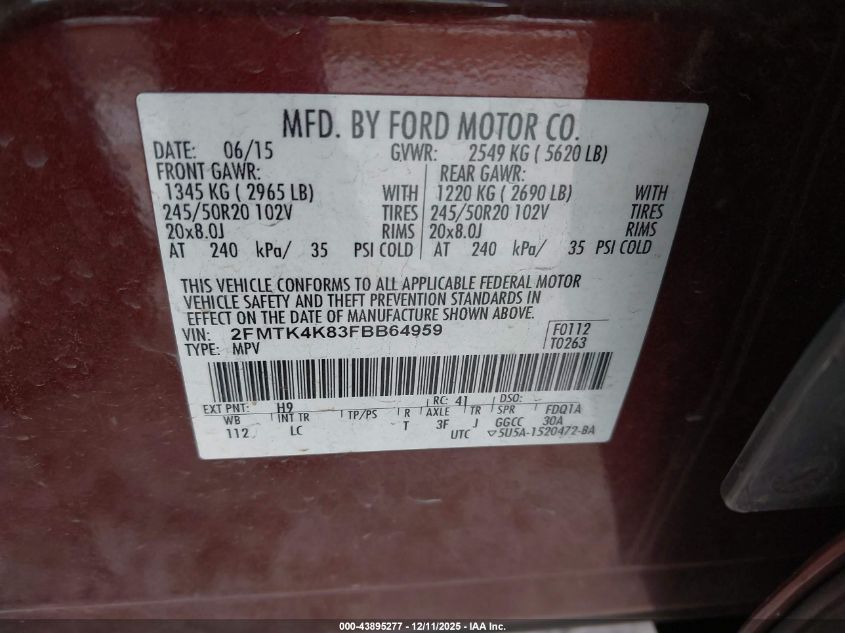 MFD. BY FORD MOTOR CO.
DATE: 06/15 GVWR: 2549 KG ( 5620 LB)
FRONT GAWR: REAR GAWR:
1345 KG ( 2965 LB) WITH 1220 KG ( 2690 LB) WITH
245/50R20 102V TIRES 245/50R20 102V TIRES
20x8.0J RIMS 20x8.0J RIMS
AT 240 kPa/ 35 PSI COLD AT 240 kPa/ 35 PSI COLD
THIS VEHICLE CONFORMS TO ALL APPLICABLE FEDERAL MOTOR
VEHICLE SAFETY AND THEFT PREVENTION STANDARDS IN
EFFECT ON THE DATE OF MANUFACTURE SHOWN ABOVE.
VIN: 2FMTK4K83FBB64959 F0112
TYPE: MPV T0263
EXT PNT: H9 RC: 41 DSO: FDQ1A
WB INT TR TP/PS R AXLE TR SPR 30A
112 LC T 3F J GGCC
UTC 5U5A-1520472-BA
000-43895277 - 12/11/2025 - IAA Inc.